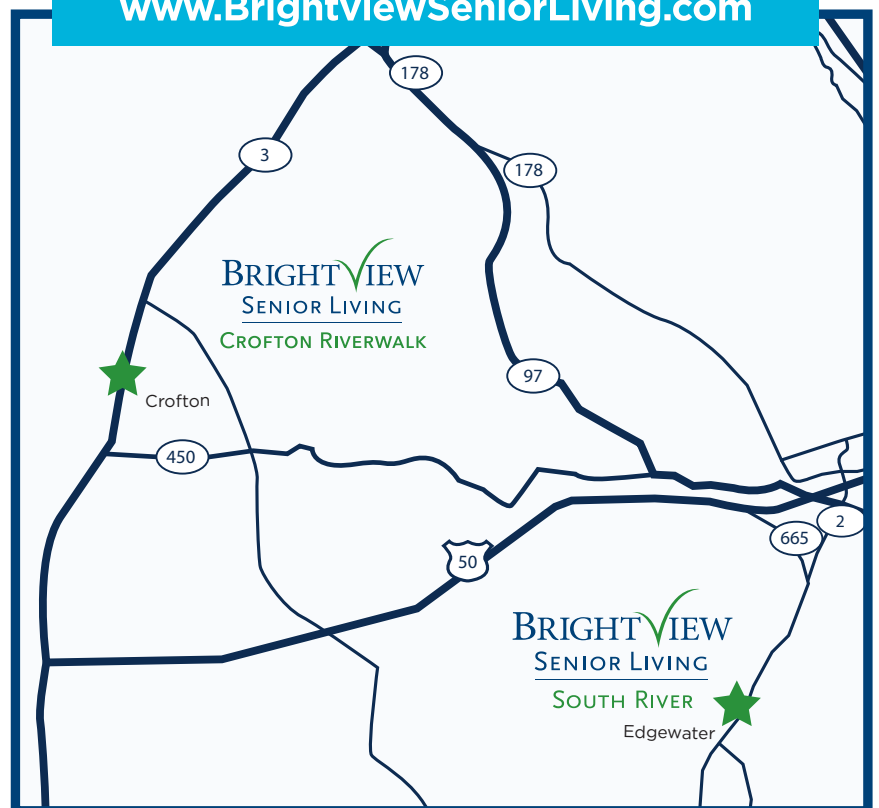 www.BrightviewSeniorLiving.com
178
3
178
BRIGHTVIEW
SENIOR LIVING
CROFTON RIVERWALK
97
Crofton
450
2
665
50
BRIGHTVIEW
SENIOR LIVING
SOUTH RIVER
Edgewater